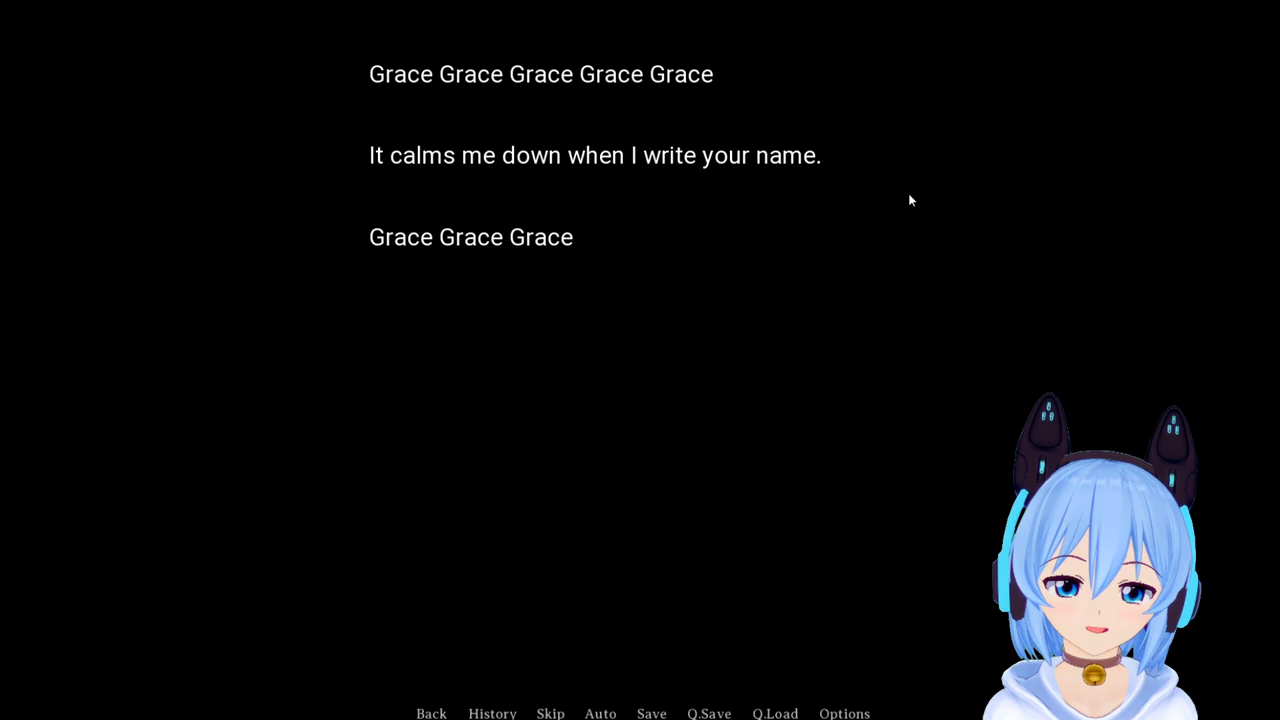 Grace Grace Grace Grace Grace
It calms me down when I write your name.
Grace Grace Grace
Back History Skip Auto Save Q.Save Q.Load Options